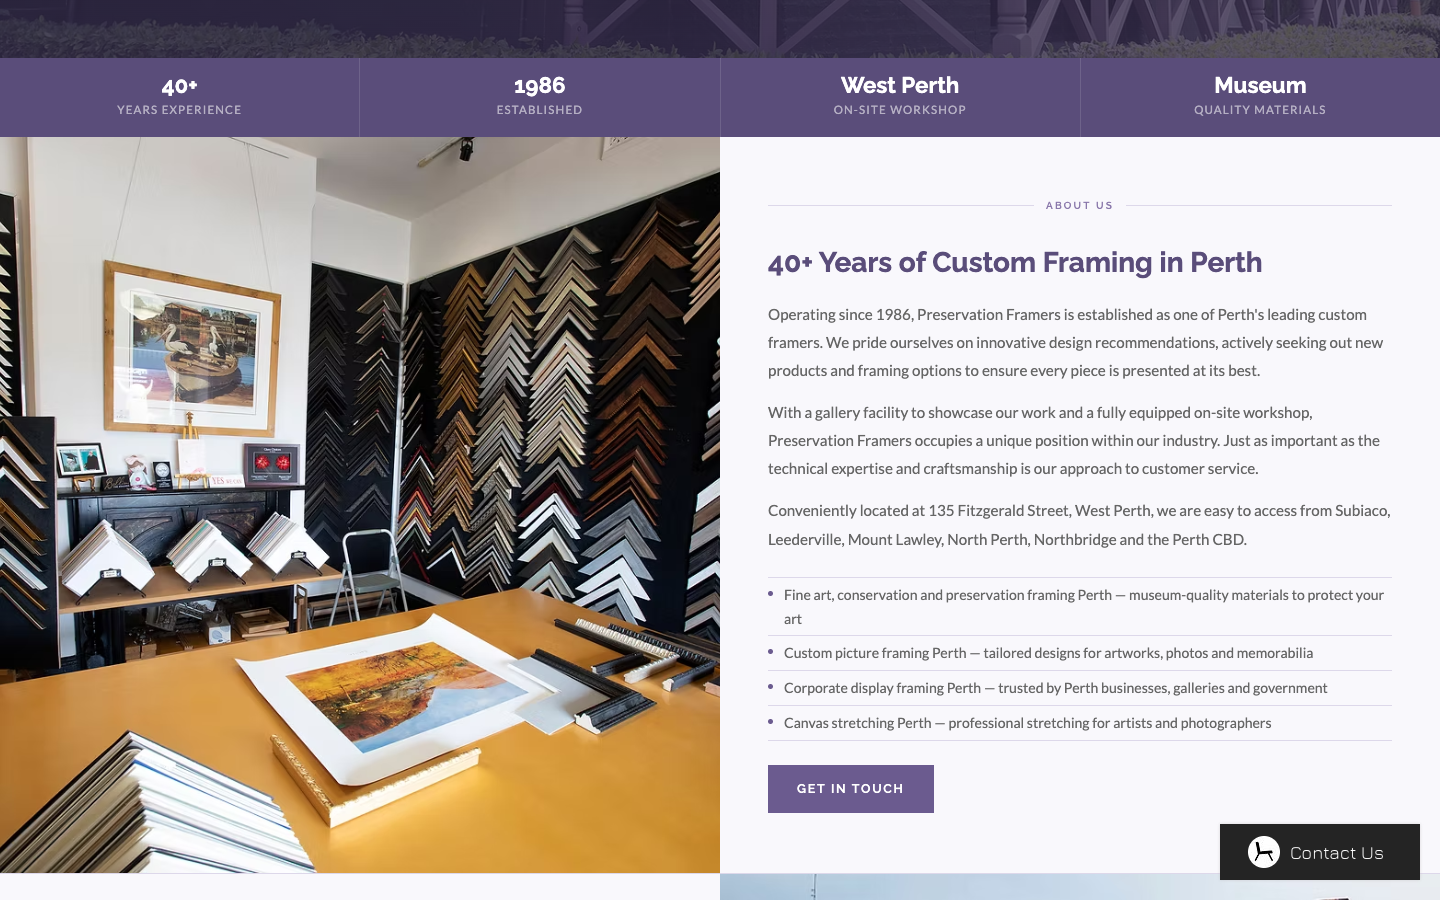 40+
YEARS EXPERIENCE
1986
ESTABLISHED
West Perth
ON-SITE WORKSHOP
Museum
QUALITY MATERIALS
YES
ABOUT US
40+ Years of Custom Framing in Perth
Operating since 1986, Preservation Framers is established as one of Perth's leading custom
framers. We pride ourselves on innovative design recommendations, actively seeking out new
products and framing options to ensure every piece is presented at its best.
With a gallery facility to showcase our work and a fully equipped on-site workshop,
Preservation Framers occupies a unique position within our industry. Just as important as the
technical expertise and craftsmanship is our approach to customer service.
Conveniently located at 135 Fitzgerald Street, West Perth, we are easy to access from Subiaco,
Leederville, Mount Lawley, North Perth, Northbridge and the Perth CBD.
Fine art, conservation and preservation framing Perth — museum-quality materials to protect your
art
Custom picture framing Perth — tailored designs for artworks, photos and memorabilia
Corporate display framing Perth — trusted by Perth businesses, galleries and government
Canvas stretching Perth — professional stretching for artists and photographers
GET IN TOUCH
Contact Us